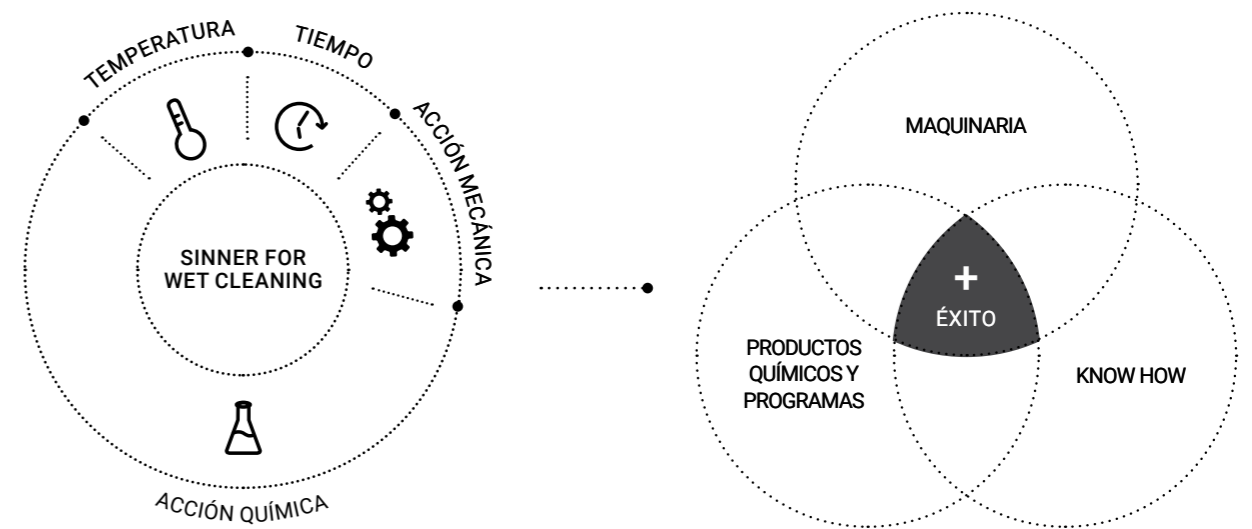 TEMPERATURA
TIEMPO
ACCIÓN MECÁNICA
SINNER FOR
WET CLEANING
ACCIÓN QUÍMICA
MAQUINARIA
+
ÉXITO
PRODUCTOS
QUÍMICOS Y
PROGRAMAS
KNOW HOW